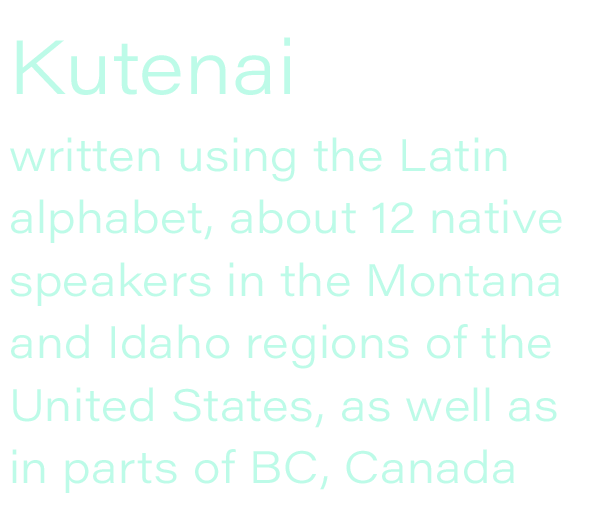 Kutenai
written using the Latin
alphabet, about 12 native
speakers in the Montana
and Idaho regions of the
United States, as well as
in parts of BC, Canada